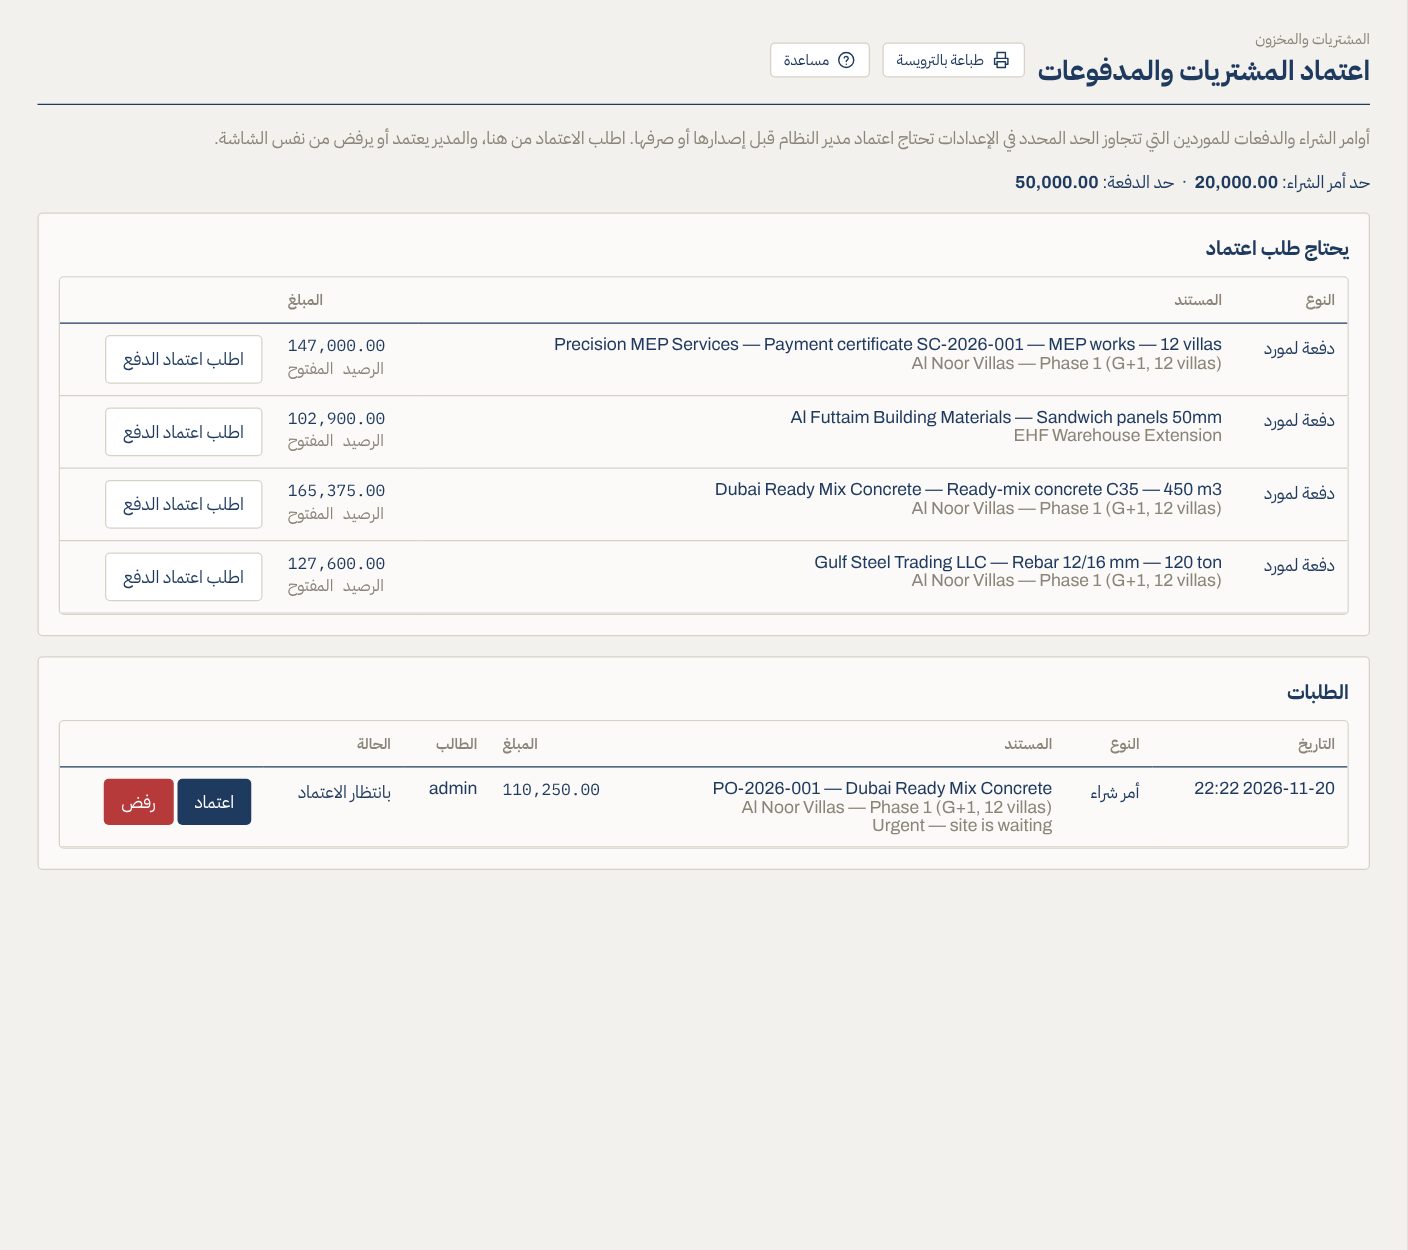 المشتريات والمخزون
اعتماد المشتريات والمدفوعات
طباعة بالترويسة
مساعدة
أوامر الشراء والدفعات للموردين التي تتجاوز الحد المحدد في الإعدادات تحتاج اعتماد مدير النظام قبل إصدارها أو صرفها. اطلب الاعتماد من هنا، والمدير يعتمد أو يرفض من نفس الشاشة.
حد أمر الشراء: 20,000.00 · حد الدفعة: 50,000.00
يحتاج طلب اعتماد
النوع المستند المبلغ
دفعة لمورد Precision MEP Services — Payment certificate SC-2026-001 — MEP works — 12 villas 147,000.00 اطلب اعتماد الدفع
Al Noor Villas — Phase 1 (G+1, 12 villas) الرصيد المفتوح
دفعة لمورد Al Futtaim Building Materials — Sandwich panels 50mm 102,900.00 اطلب اعتماد الدفع
EHF Warehouse Extension الرصيد المفتوح
دفعة لمورد Dubai Ready Mix Concrete — Ready-mix concrete C35 — 450 m3 165,375.00 اطلب اعتماد الدفع
Al Noor Villas — Phase 1 (G+1, 12 villas) الرصيد المفتوح
دفعة لمورد Gulf Steel Trading LLC — Rebar 12/16 mm — 120 ton 127,600.00 اطلب اعتماد الدفع
Al Noor Villas — Phase 1 (G+1, 12 villas) الرصيد المفتوح
الطلبات
التاريخ النوع المستند المبلغ الطالب الحالة
22:22 2026-11-20 أمر شراء PO-2026-001 — Dubai Ready Mix Concrete 110,250.00 admin بانتظار الاعتماد اعتماد رفض
Al Noor Villas — Phase 1 (G+1, 12 villas)
Urgent — site is waiting